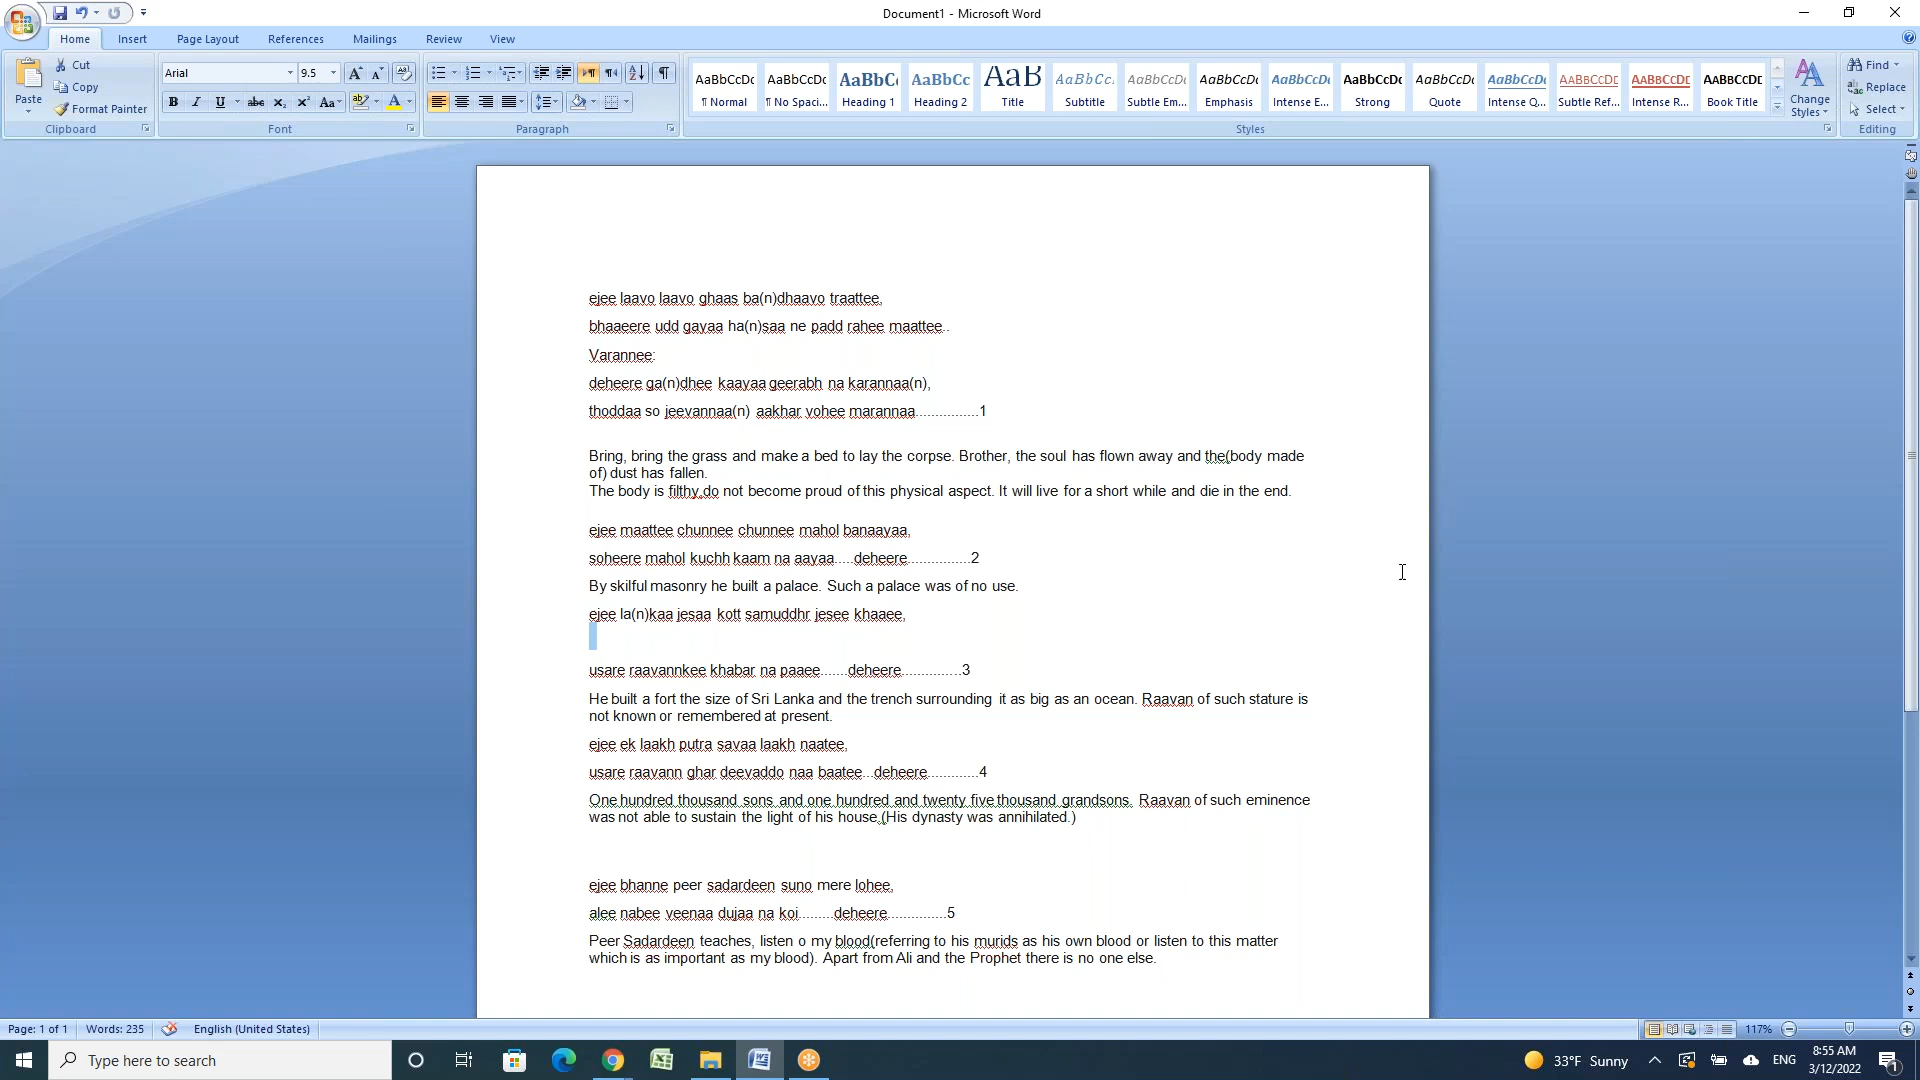 Document1 - Microsoft Word
Home Insert Page Layout References Mailings Review View
Paste
Cut
Copy
Format Painter
Clipboard
Arial 9.5
Font
Paragraph
AaBbCcDc AaBbCcDc AaBbC AaBbCc AaB AaBbCc. AaBbCcDc AaBbCcDc AaBbCcDc AaBbCcDc AaBbCcDc AaBbCcDc AaBbCcDc AaBbCcDc AaBbCcDc
¶ Normal ¶ No Spaci... Heading 1 Heading 2 Title Subtitle Subtle Em... Emphasis Intense E... Strong Quote Intense Q... Subtle Ref... Intense R... Book Title
Change Styles
Styles
Find
Replace
Select
Editing
ejee laavo laavo ghaas ba(n)dhaavo traattee,
bhaaeere udd gayaa ha(n)saa ne padd rahee maattee..
Varannee:
deheere ga(n)dhee kaayaa geerabh na karannaa(n),
thoddaa so jeevannaa(n) aakhar vohee marannaa................1
Bring, bring the grass and make a bed to lay the corpse. Brother, the soul has flown away and the(body made
of) dust has fallen.
The body is filthy,do not become proud of this physical aspect. It will live for a short while and die in the end.
ejee maattee chunnee chunnee mahol banaayaa,
soheere mahol kuchh kaam na aayaa.....deheere................2
By skilful masonry he built a palace. Such a palace was of no use.
ejee la(n)kaa jesaa kott samuddhr jesee khaaee,
usare raavannkee khabar na paaee.......deheere...............3
He built a fort the size of Sri Lanka and the trench surrounding it as big as an ocean. Raavan of such stature is
not known or remembered at present.
ejee ek laakh putra savaa laakh naatee,
usare raavann ghar deevaddo naa baatee...deheere.............4
One hundred thousand sons and one hundred and twenty five thousand grandsons. Raavan of such eminence
was not able to sustain the light of his house.(His dynasty was annihilated.)
ejee bhanne peer sadardeen suno mere lohee,
alee nabee veenaa dujaa na koi.........deheere...............5
Peer Sadardeen teaches, listen o my blood(referring to his murids as his own blood or listen to this matter
which is as important as my blood). Apart from Ali and the Prophet there is no one else.
Page: 1 of 1 Words: 235 English (United States) 117%
Type here to search
33°F Sunny
ENG
8:55 AM
3/12/2022
1